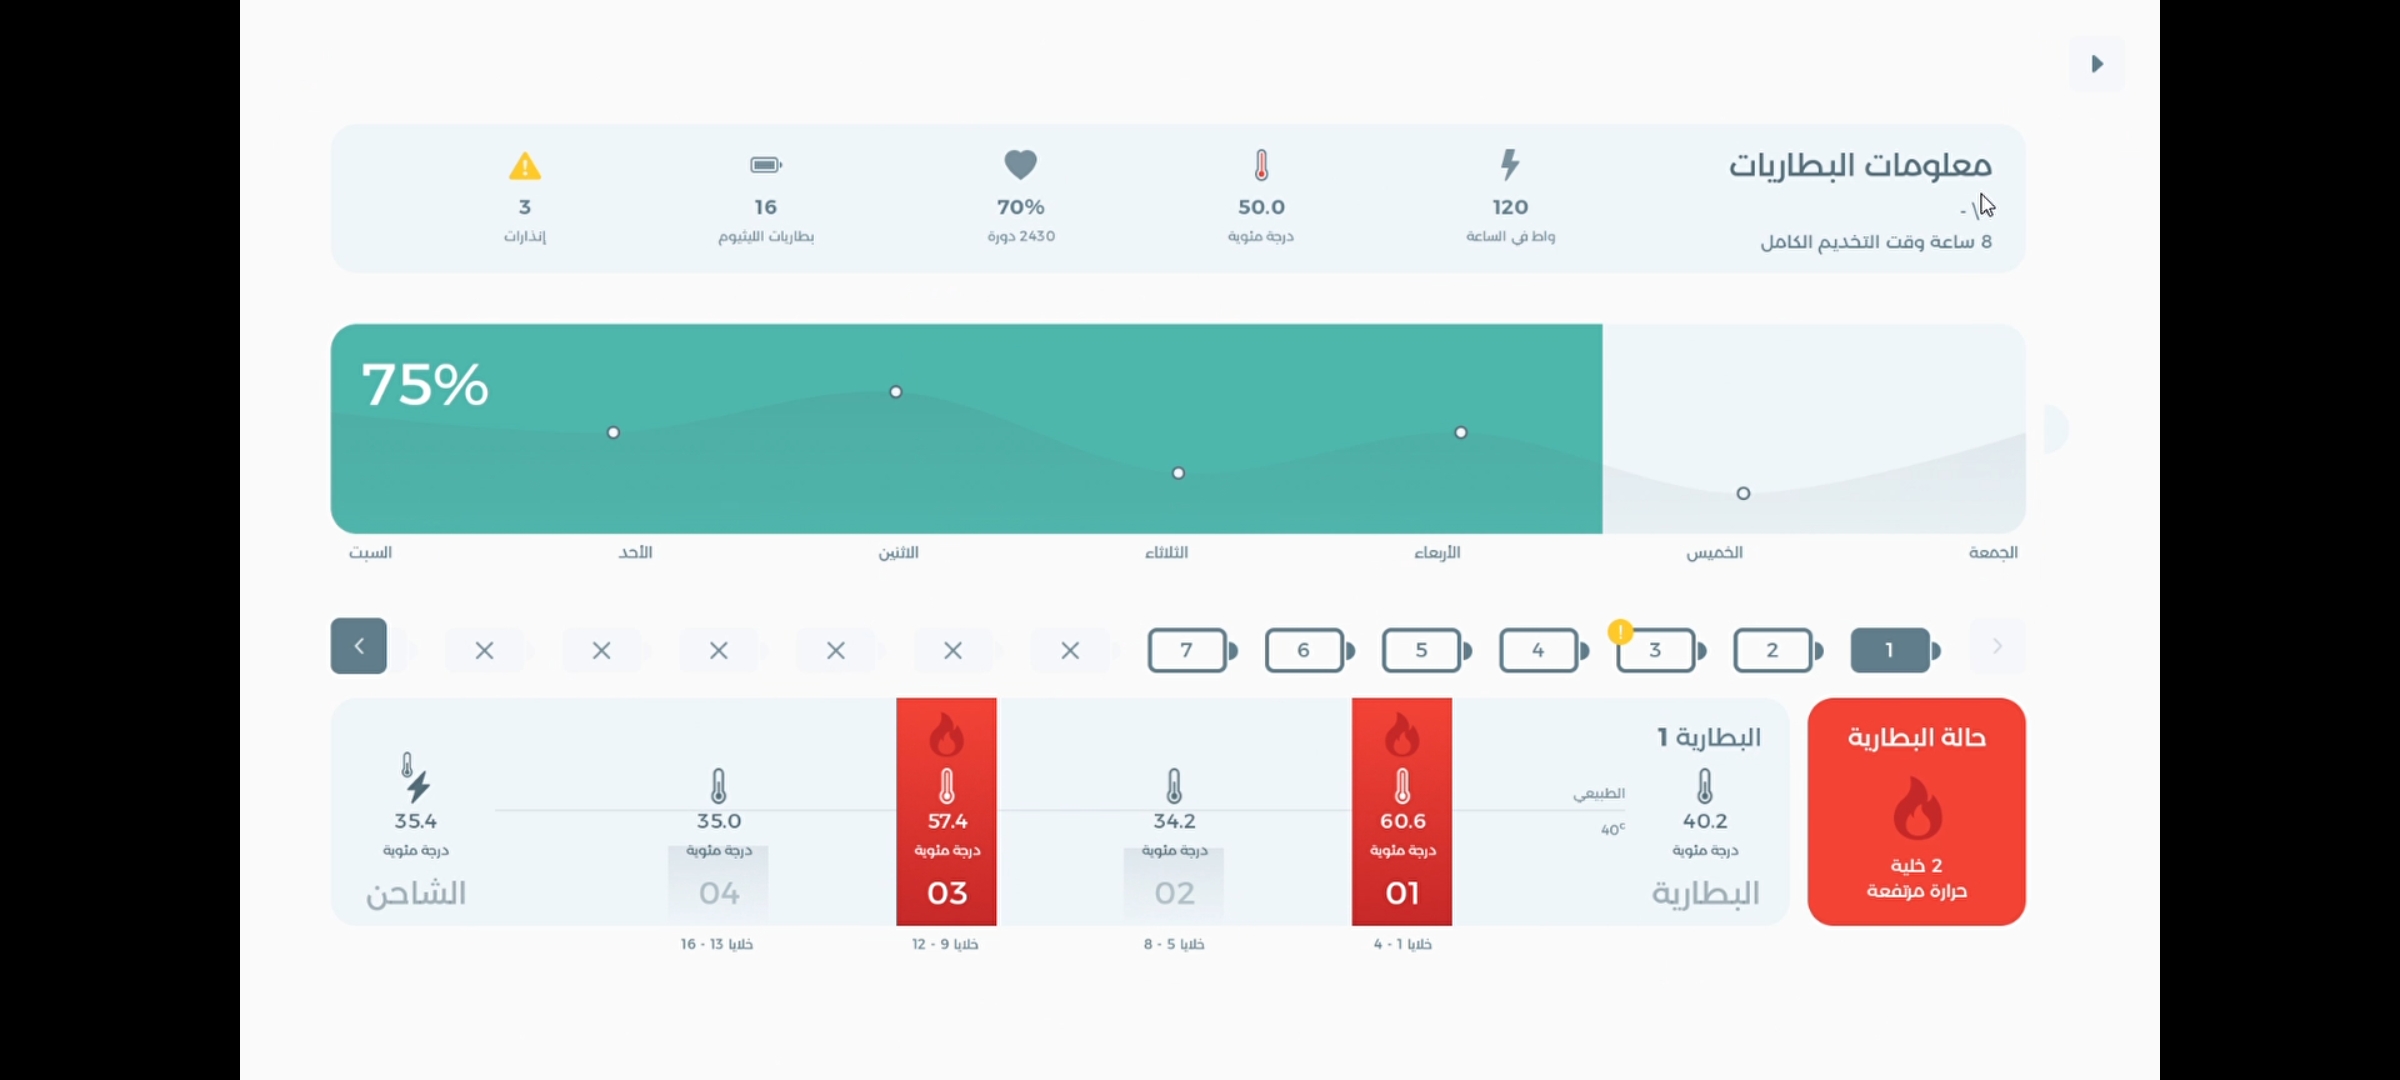 معلومات البطاريات
- \
8 ساعة وقت التخديم الكامل
120
واط في الساعة
50.0
درجة مئوية
70%
2430 دورة
16
بطاريات الليثيوم
3
إنذارات
75%
الجمعة
الخميس
الأربعاء
الثلاثاء
الاثنين
الأحد
السبت
1
2
3
4
5
6
7
حالة البطارية
2 خلية
حرارة مرتفعة
البطارية 1
40.2
درجة مئوية
البطارية
الطبيعي
40c
60.6
درجة مئوية
01
خلايا 1 - 4
34.2
درجة مئوية
02
خلايا 5 - 8
57.4
درجة مئوية
03
خلايا 9 - 12
35.0
درجة مئوية
04
خلايا 13 - 16
35.4
درجة مئوية
الشاحن